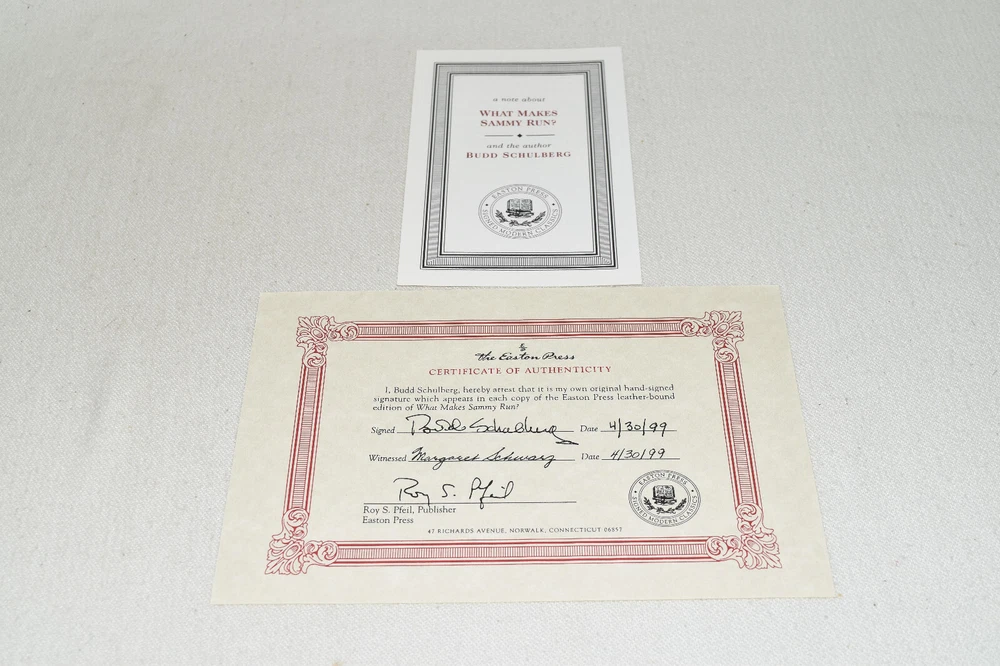 a note about
WHAT MAKES
SAMMY RUN?
and the author
BUDD SCHULBERG
EASTON PRESS
SIGNED MODERN CLASSICS
The Easton Press
CERTIFICATE OF AUTHENTICITY
I, Budd Schulberg, hereby attest that it is my own original hand-signed
signature which appears in each copy of the Easton Press leather-bound
edition of What Makes Sammy Run?
Signed Budd Schulberg Date 4/30/99
Witnessed Margaret Schwarz Date 4/30/99
Roy S. Pfeil
Roy S. Pfeil, Publisher
Easton Press
EASTON PRESS
SIGNED MODERN CLASSICS
47 RICHARDS AVENUE, NORWALK, CONNECTICUT 06857